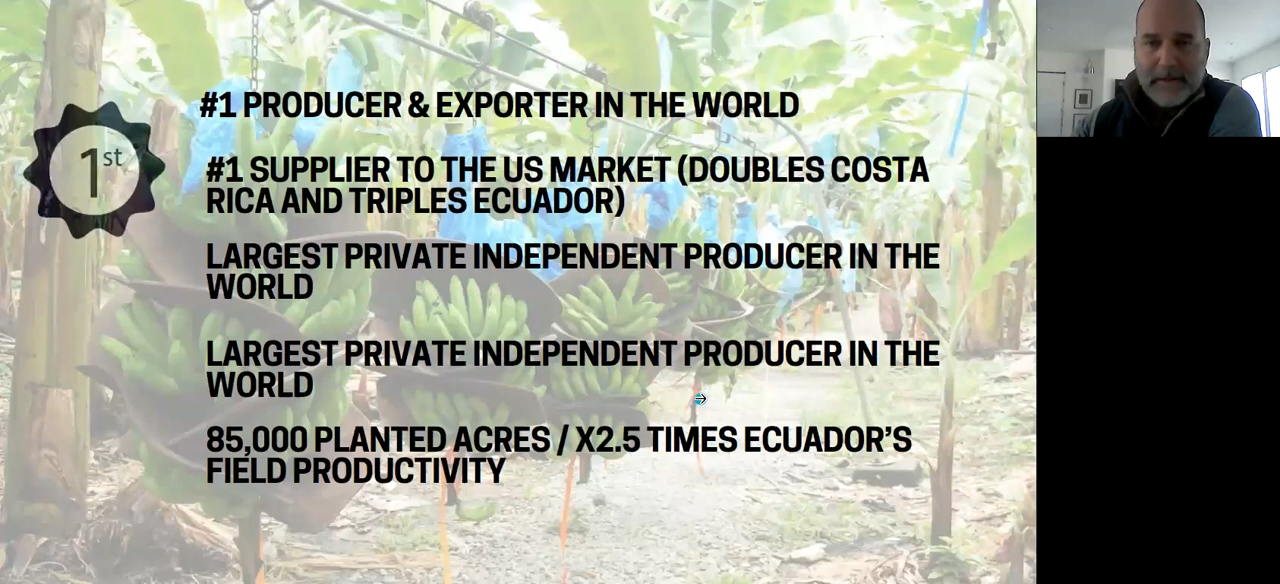 1st
#1 PRODUCER & EXPORTER IN THE WORLD
#1 SUPPLIER TO THE US MARKET (DOUBLES COSTA
RICA AND TRIPLES ECUADOR)
LARGEST PRIVATE INDEPENDENT PRODUCER IN THE
WORLD
LARGEST PRIVATE INDEPENDENT PRODUCER IN THE
WORLD
85,000 PLANTED ACRES / X2.5 TIMES ECUADOR’S
FIELD PRODUCTIVITY